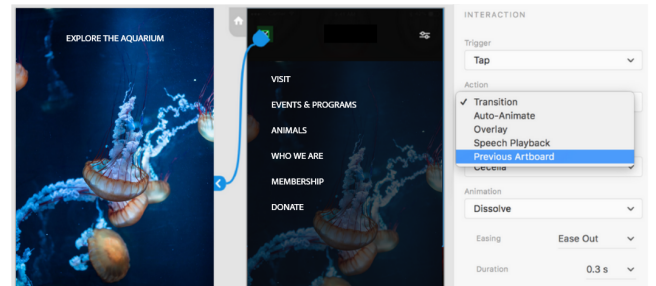 EXPLORE THE AQUARIUM
VISIT
EVENTS & PROGRAMS
ANIMALS
WHO WE ARE
MEMBERSHIP
DONATE
INTERACTION
Trigger
Tap
Action
Transition
Auto-Animate
Overlay
Speech Playback
Previous Artboard
Cecelia
Animation
Dissolve
Easing Ease Out
Duration 0.3 s